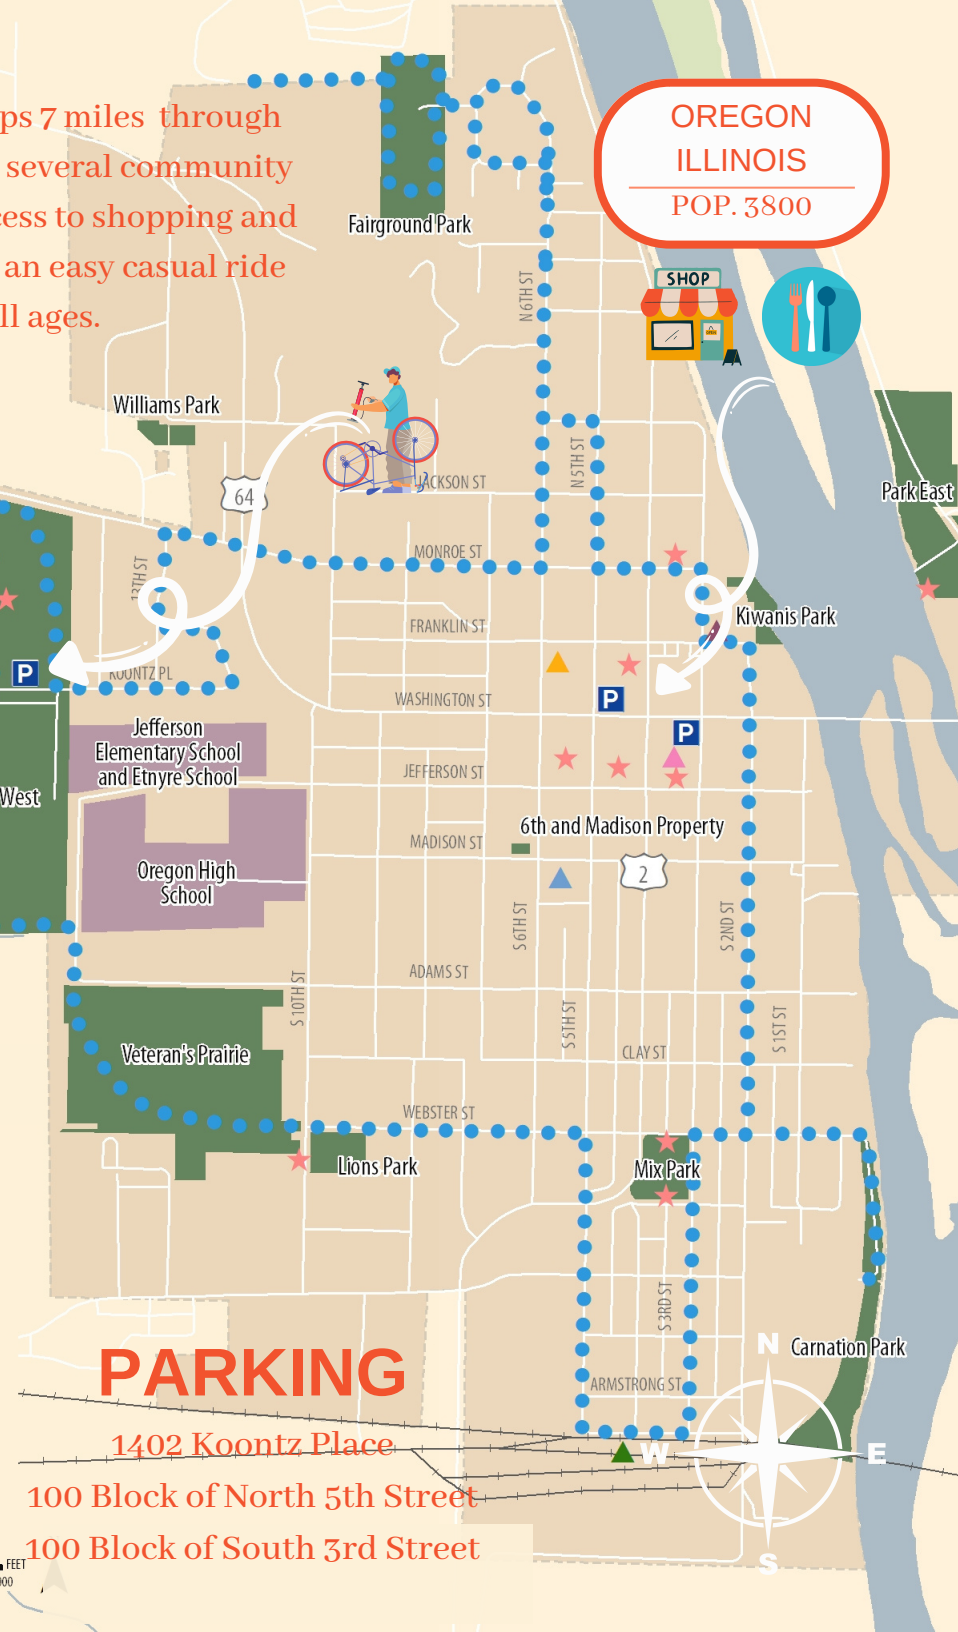 ps 7 miles through
several community
cess to shopping and
an easy casual ride
ll ages.
OREGON
ILLINOIS
POP. 3800
SHOP
OPEN
Fairground Park
N 6TH ST
Williams Park
64
JACKSON ST
N 5TH ST
Park East
MONROE ST
13TH ST
FRANKLIN ST
Kiwanis Park
P
KOONTZ PL
WASHINGTON ST
P
P
Jefferson
Elementary School
and Etnyre School
JEFFERSON ST
West
6th and Madison Property
MADISON ST
Oregon High
School
2
S 6TH ST
S 2ND ST
ADAMS ST
S 10TH ST
S 5TH ST
S 1ST ST
Veteran's Prairie
CLAY ST
WEBSTER ST
Lions Park
Mix Park
S 3RD ST
Carnation Park
ARMSTRONG ST
N
W
E
S
PARKING
1402 Koontz Place
100 Block of North 5th Street
100 Block of South 3rd Street
FEET
000